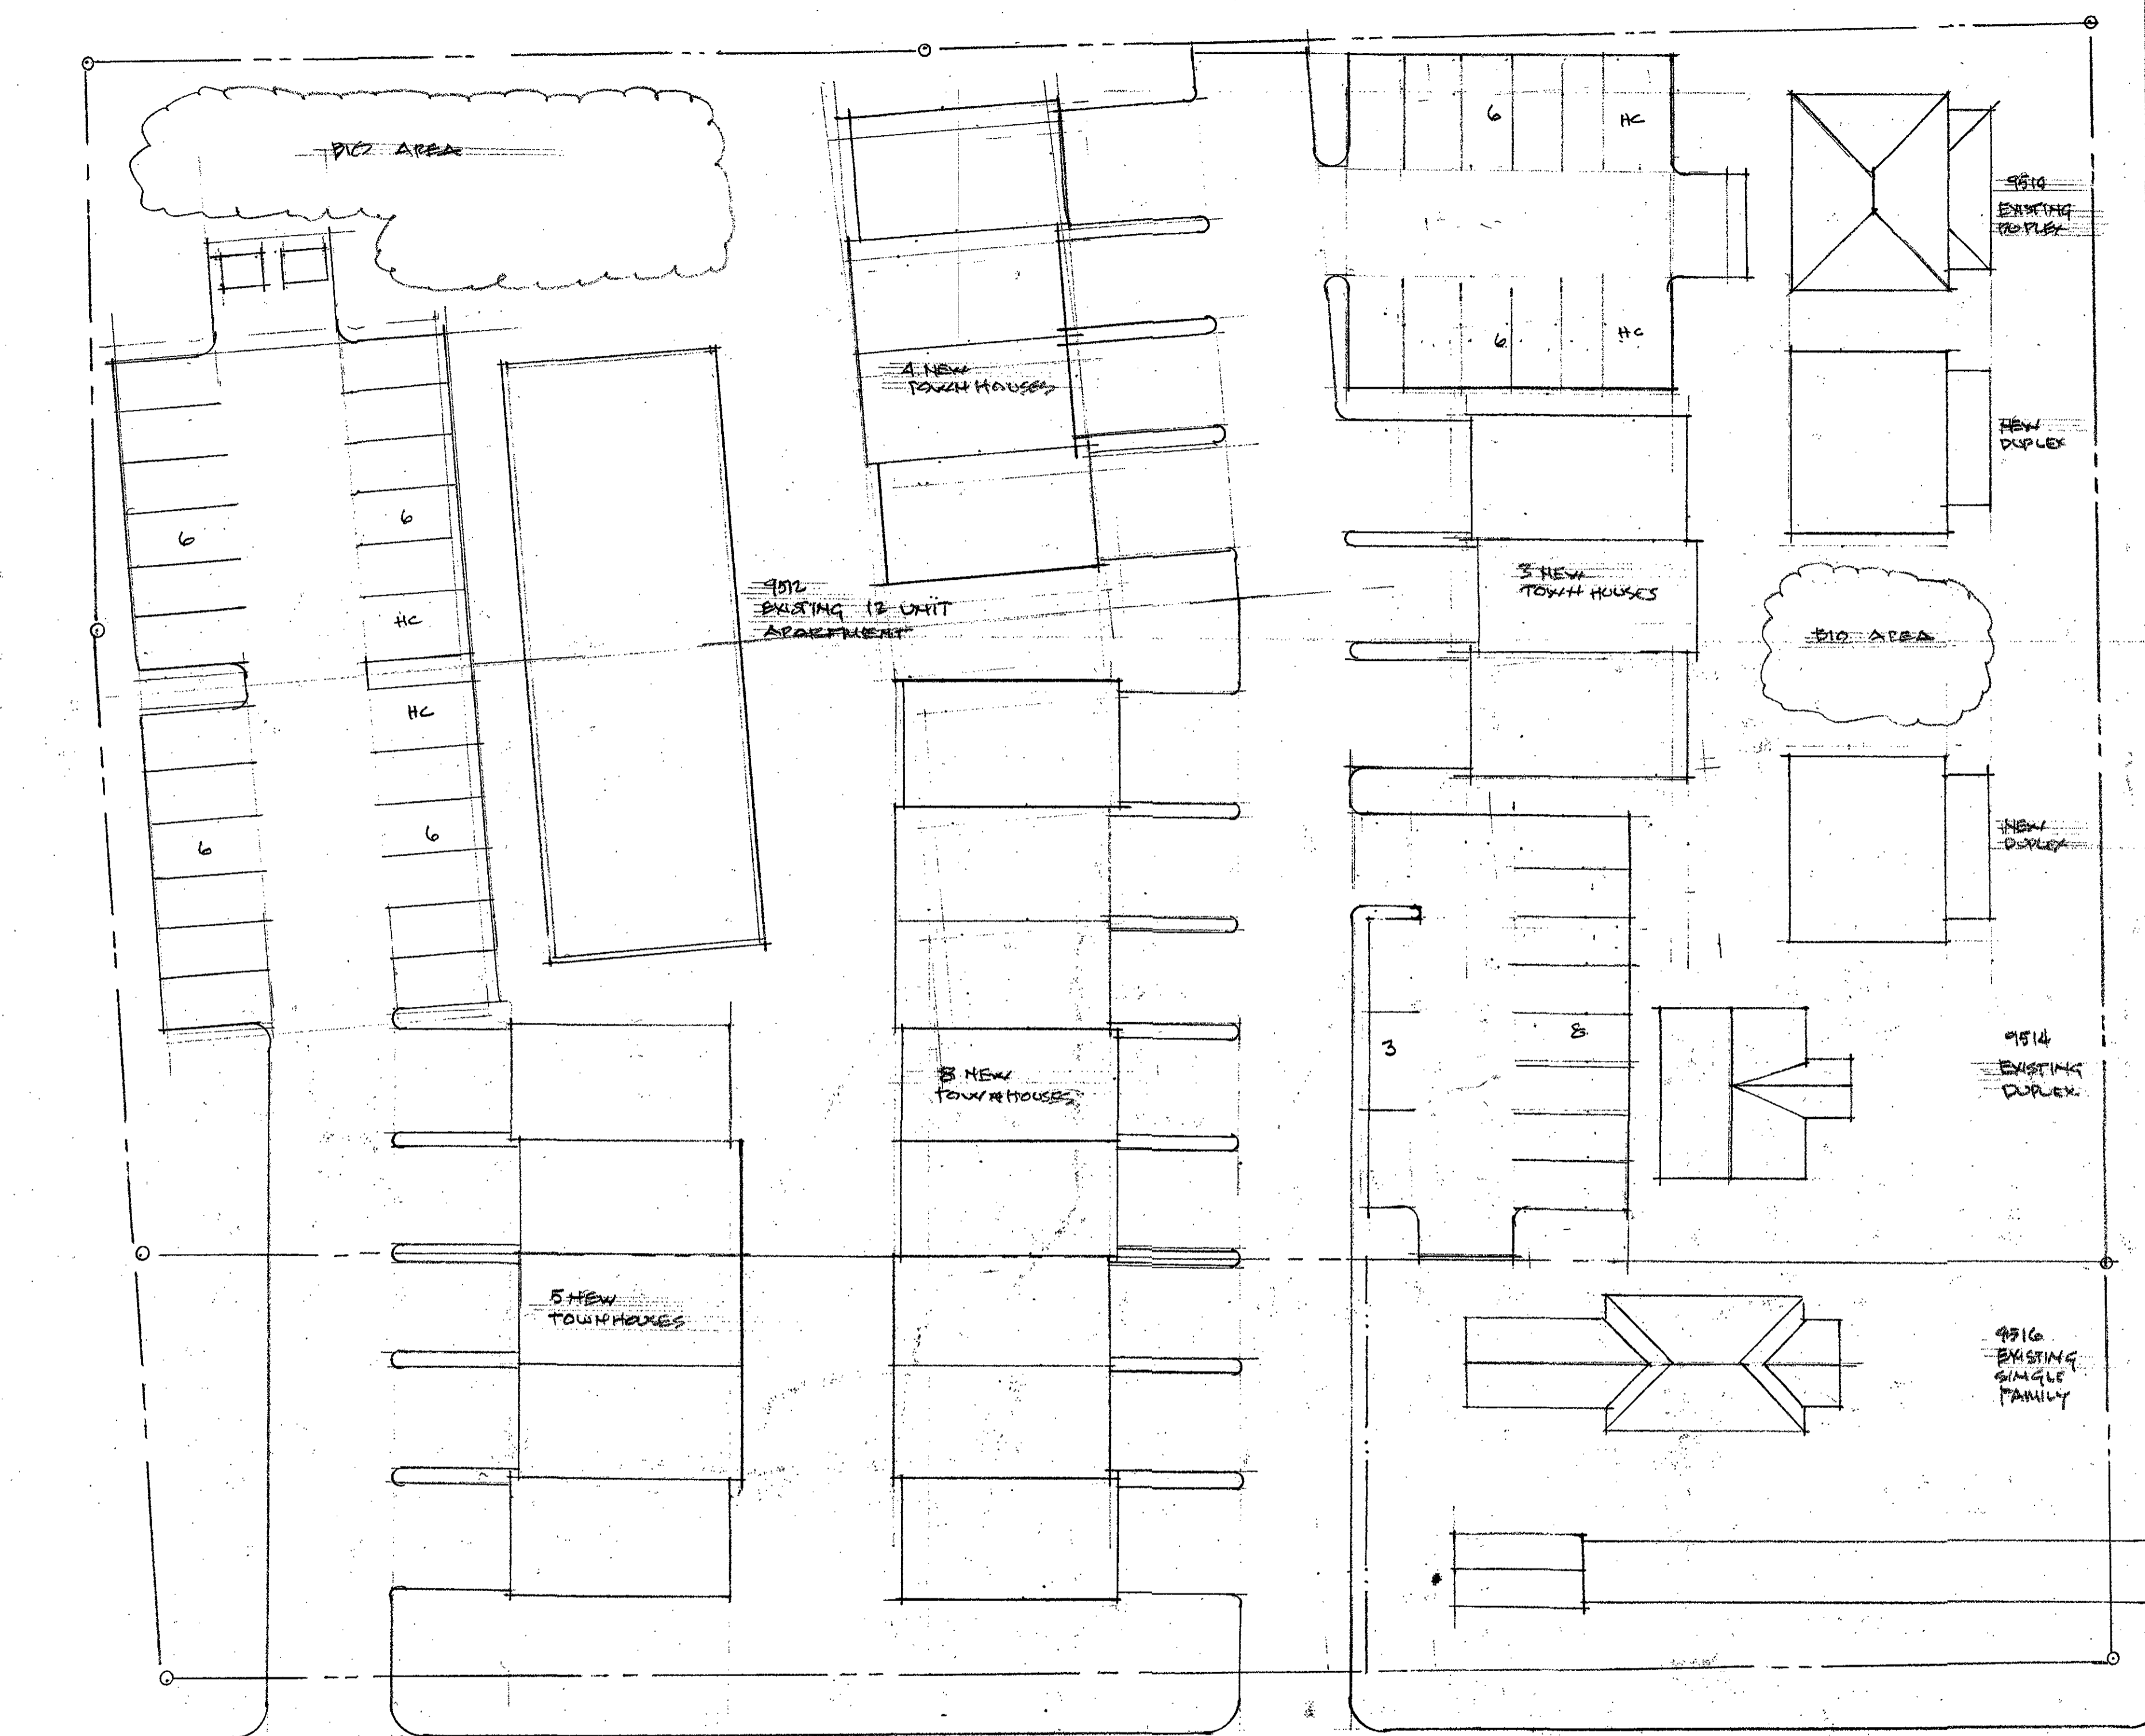 BIO AREA
6
HC
9514
EXISTING
DUPLEX
6
HC
4 NEW
TOWNHOUSES
NEW
DUPLEX
6
6
9512
EXISTING 12 UNIT
APARTMENT
3 NEW
TOWN HOUSES
HC
BIO AREA
HC
6
6
NEW
DUPLEX
8 NEW
TOWNHOUSES
3
8
9514
EXISTING
DUPLEX
5 NEW
TOWNHOUSES
9516
EXISTING
SINGLE
FAMILY